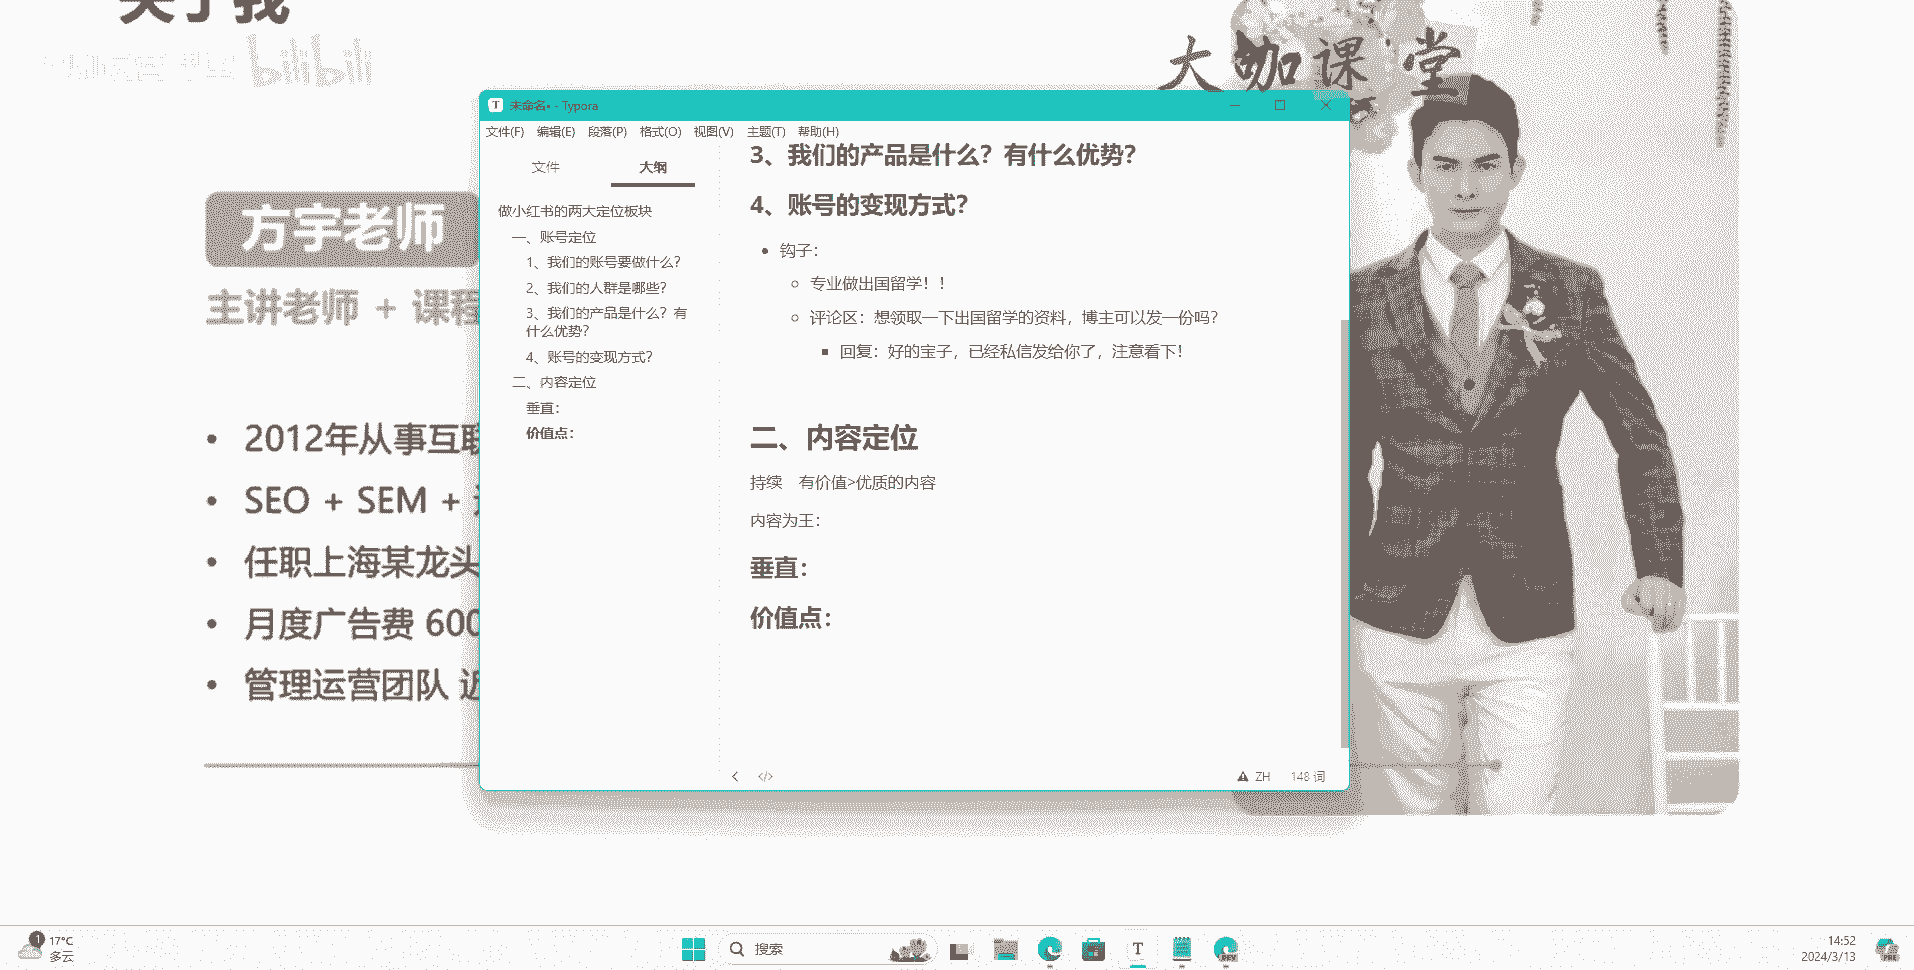 关于我
bilibili
大咖课堂
方宇老师
主讲老师 + 课程
2012年从事互联
SEO + SEM +
任职上海某龙头
月度广告费 600
管理运营团队 近
T 未命名• - Typora
文件(F) 编辑(E) 段落(P) 格式(O) 视图(V) 主题(T) 帮助(H)
文件 大纲
做小红书的两大定位板块
一、账号定位
1、我们的账号要做什么？
2、我们的人群是哪些？
3、我们的产品是什么？有
什么优势？
4、账号的变现方式？
二、内容定位
垂直：
价值点：
3、我们的产品是什么？有什么优势？
4、账号的变现方式？
钩子：
专业做出国留学！！
评论区：想领取一下出国留学的资料，博主可以发一份吗？
回复：好的宝子，已经私信发给你了，注意看下！
二、内容定位
持续 有价值>优质的内容
内容为王：
垂直：
价值点：
</> ZH 148 词
1 17°C
多云
搜索
T
DEV
14:52
2024/3/13
PRE